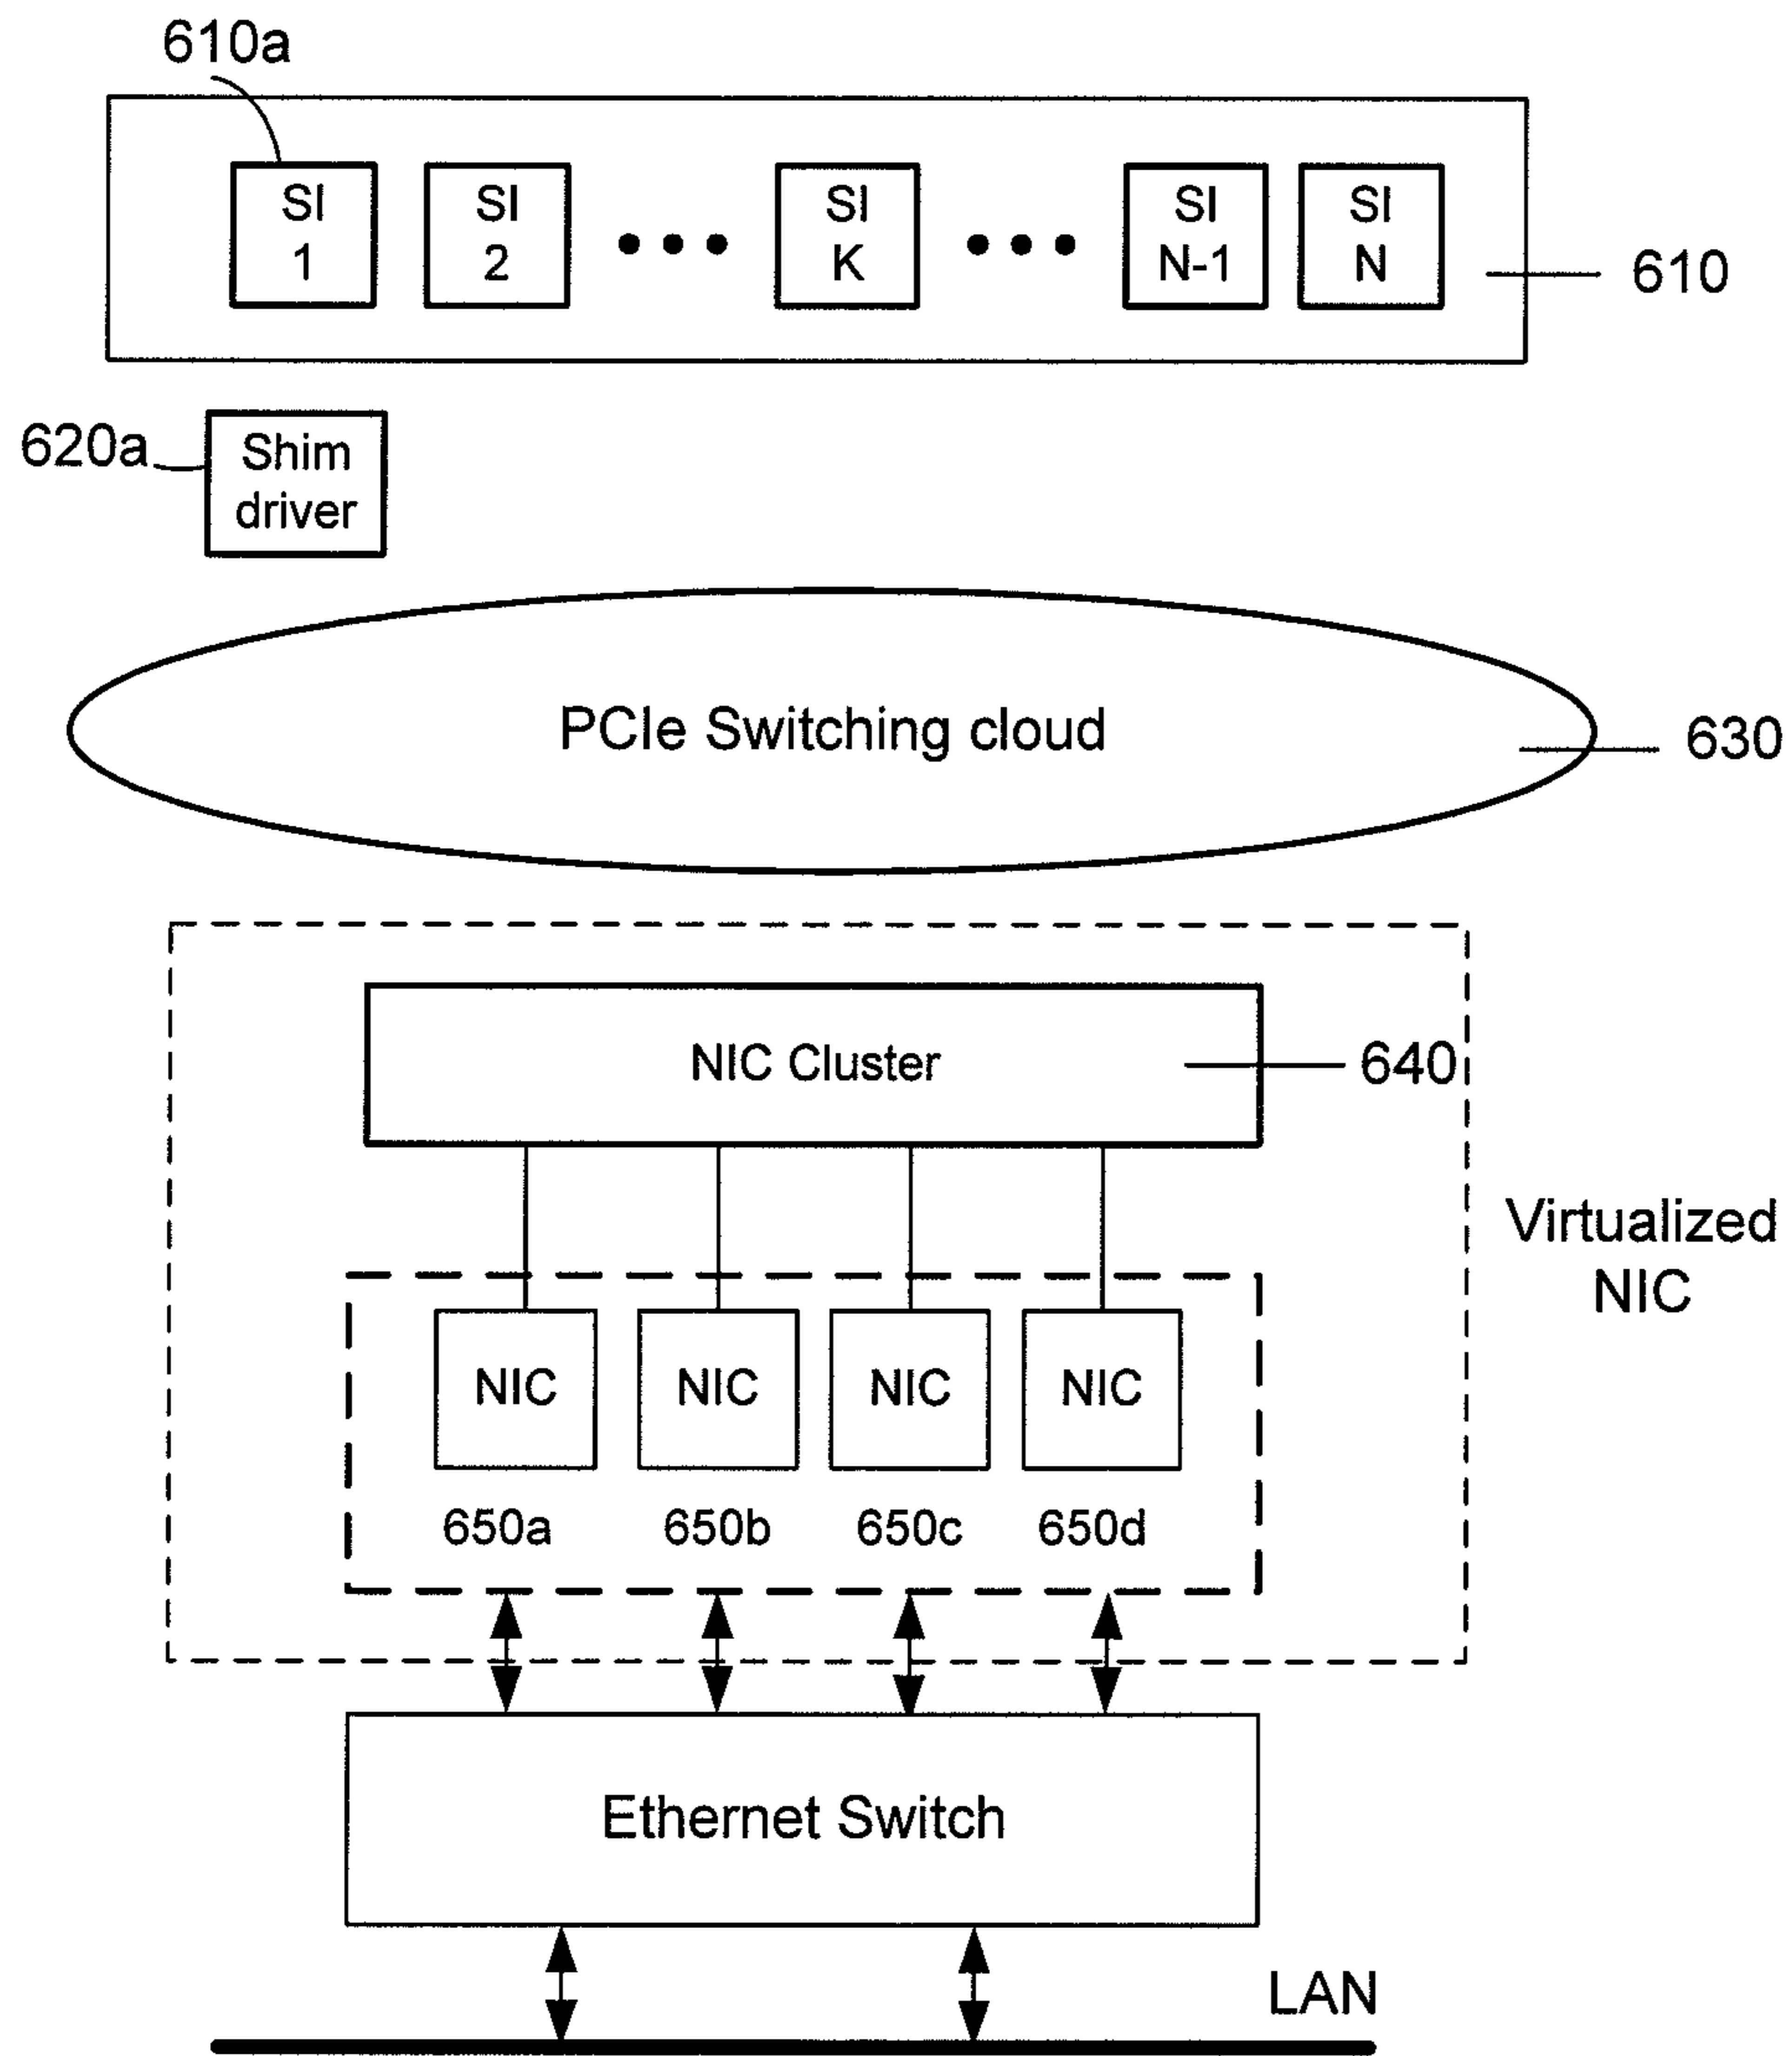 610a
SI
1
SI
2
SI
K
SI
N-1
SI
N
610
620a
Shim
driver
PCIe Switching cloud
630
NIC Cluster
640
Virtualized
NIC
NIC
NIC
NIC
NIC
650a
650b
650c
650d
Ethernet Switch
LAN